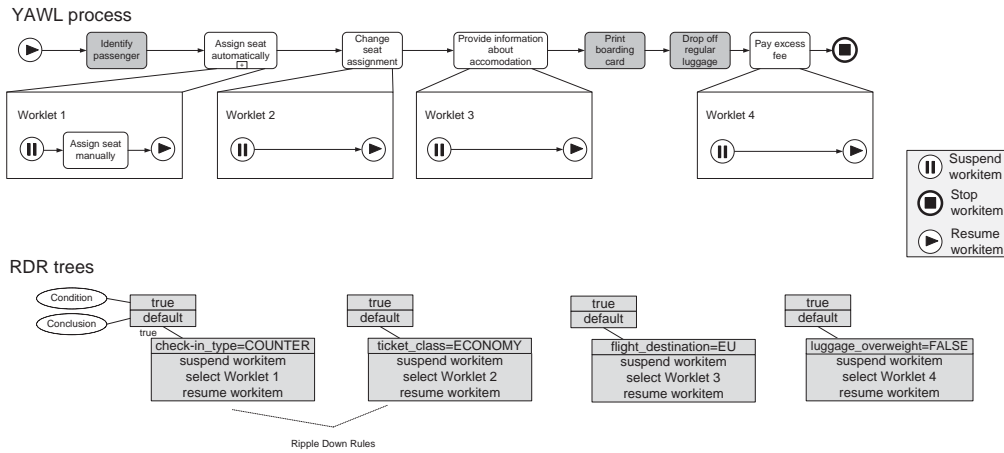 YAWL process
Identify
passenger
Assign seat
automatically
+
Change
seat
assignment
Provide information
about
accomodation
Print
boarding
card
Drop off
regular
luggage
Pay excess
fee
Worklet 1
Assign seat
manually
Worklet 2
Worklet 3
Worklet 4
Suspend
workitem
Stop
workitem
Resume
workitem
RDR trees
Condition
Conclusion
true
default
true
check-in_type=COUNTER
suspend workitem
select Worklet 1
resume workitem
true
default
ticket_class=ECONOMY
suspend workitem
select Worklet 2
resume workitem
true
default
flight_destination=EU
suspend workitem
select Worklet 3
resume workitem
true
default
luggage_overweight=FALSE
suspend workitem
select Worklet 4
resume workitem
Ripple Down Rules